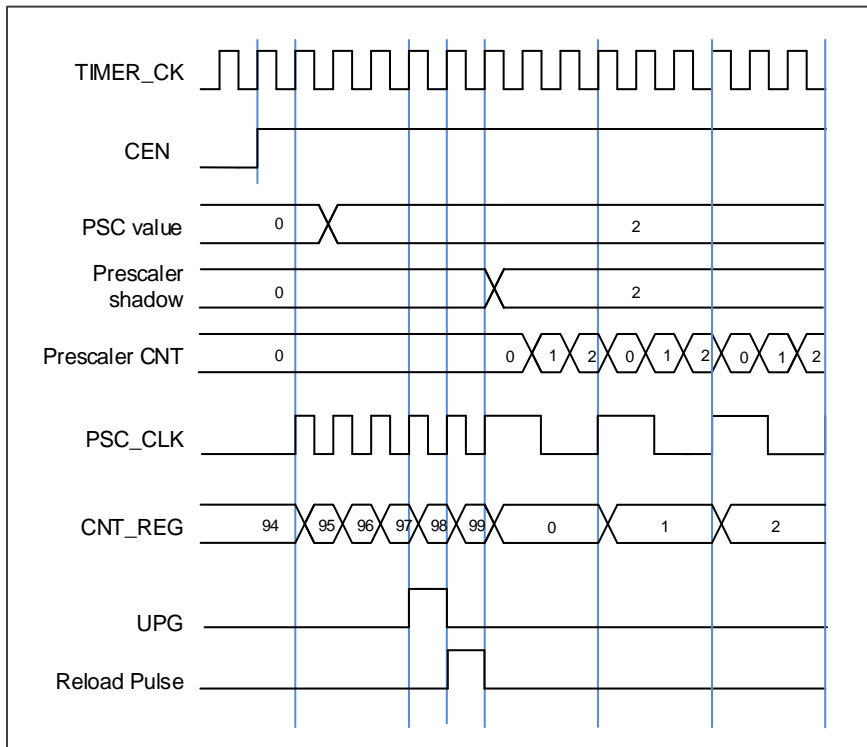 TIMER_CK
CEN
PSC value 0 2
Prescaler
shadow 0 2
Prescaler CNT 0 0 1 2 0 1 2 0 1 2
PSC_CLK
CNT_REG 94 95 96 97 98 99 0 1 2
UPG
Reload Pulse